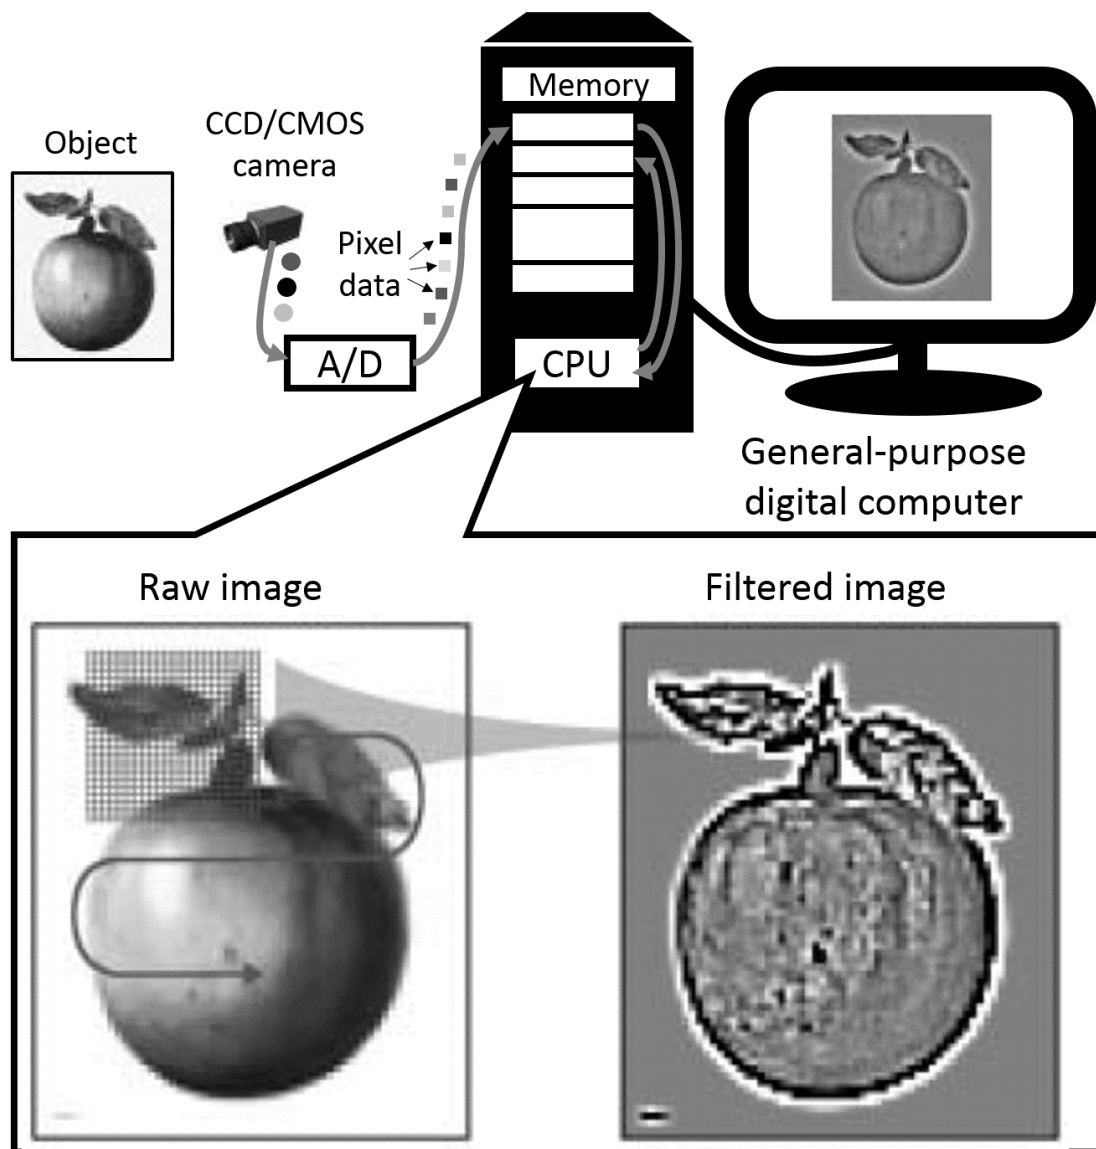 Object
CCD/CMOS
camera
Pixel
data
A/D
Memory
CPU
General-purpose
digital computer
Raw image
Filtered image